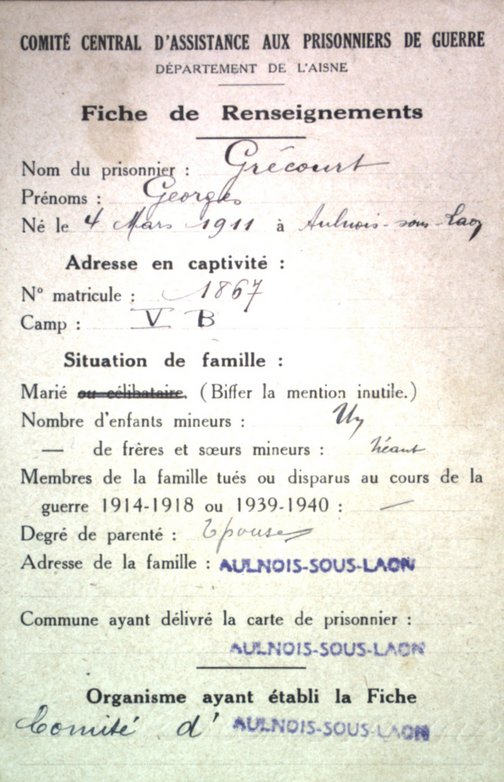 COMITÉ CENTRAL D'ASSISTANCE AUX PRISONNIERS DE GUERRE
DÉPARTEMENT DE L'AISNE
Fiche de Renseignements
Nom du prisonnier : Grécourt
Prénoms : Georges
Né le 4 Mars 1911 à Aulnois-sous-Laon
Adresse en captivité :
N° matricule : 1867
Camp : V B
Situation de famille :
Marié ou célibataire. (Biffer la mention inutile.)
Nombre d'enfants mineurs : Un
— de frères et sœurs mineurs : Néant
Membres de la famille tués ou disparus au cours de la
guerre 1914-1918 ou 1939-1940 : —
Degré de parenté : Epouse
Adresse de la famille : AULNOIS-SOUS-LAON
Commune ayant délivré la carte de prisonnier :
AULNOIS-SOUS-LAON
Organisme ayant établi la Fiche
Comité d' AULNOIS-SOUS-LAON